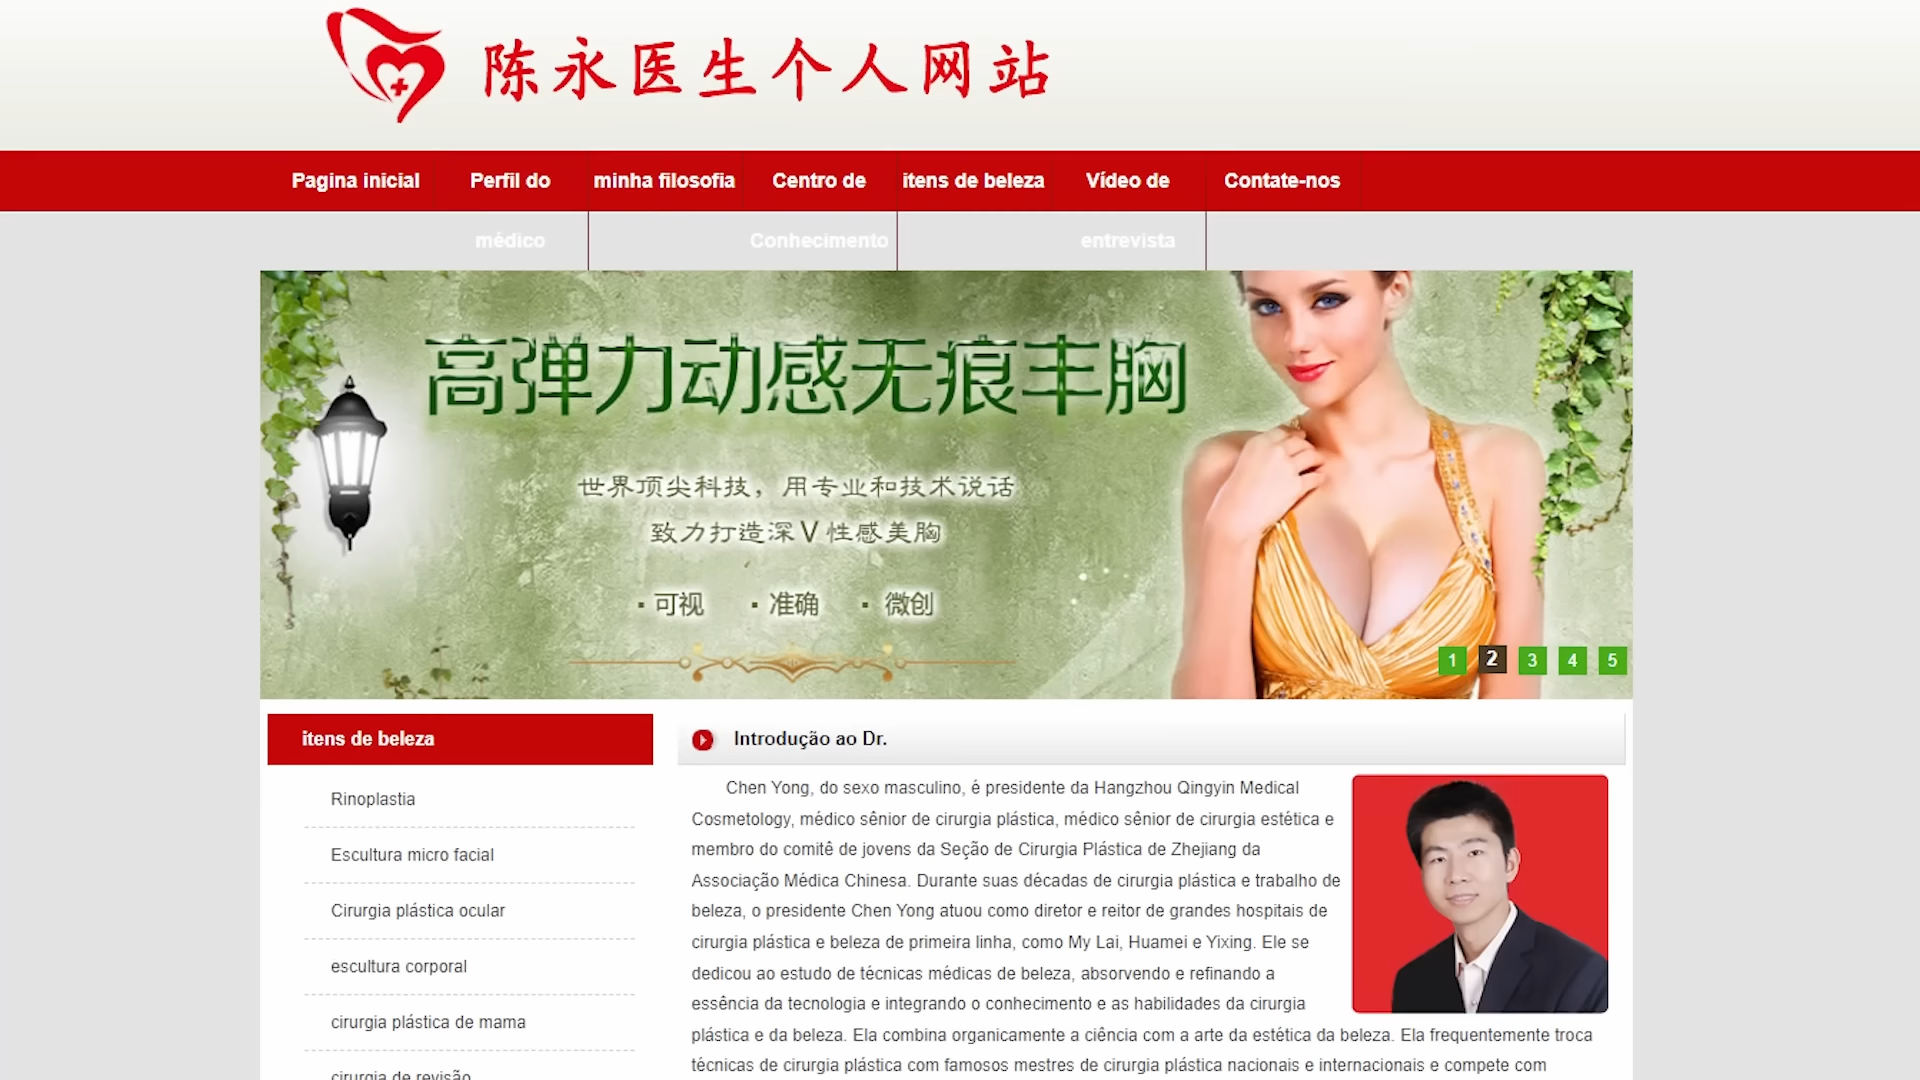 陈永医生个人网站
Pagina inicial
Perfil do
médico
minha filosofia
Centro de
Conhecimento
itens de beleza
Vídeo de
entrevista
Contate-nos
高弹力动感无痕丰胸
世界顶尖科技，用专业和技术说话
致力打造深V性感美胸
· 可视 · 准确 · 微创
1 2 3 4 5
itens de beleza
Rinoplastia
Escultura micro facial
Cirurgia plástica ocular
escultura corporal
cirurgia plástica de mama
cirurgia de revisão
Introdução ao Dr.
Chen Yong, do sexo masculino, é presidente da Hangzhou Qingyin Medical
Cosmetology, médico sênior de cirurgia plástica, médico sênior de cirurgia estética e
membro do comitê de jovens da Seção de Cirurgia Plástica de Zhejiang da
Associação Médica Chinesa. Durante suas décadas de cirurgia plástica e trabalho de
beleza, o presidente Chen Yong atuou como diretor e reitor de grandes hospitais de
cirurgia plástica e beleza de primeira linha, como My Lai, Huamei e Yixing. Ele se
dedicou ao estudo de técnicas médicas de beleza, absorvendo e refinando a
essência da tecnologia e integrando o conhecimento e as habilidades da cirurgia
plástica e da beleza. Ela combina organicamente a ciência com a arte da estética da beleza. Ela frequentemente troca
técnicas de cirurgia plástica com famosos mestres de cirurgia plástica nacionais e internacionais e compete com